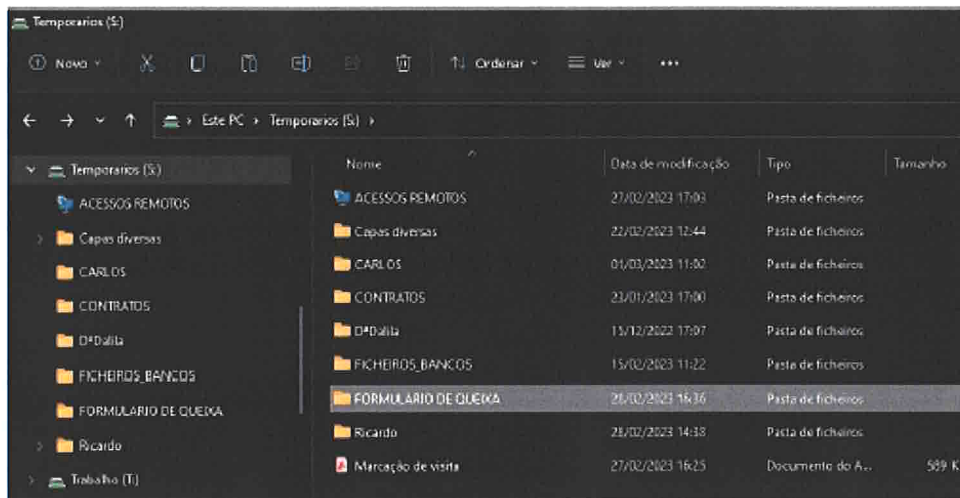 Temporarios (S:)
Novo
Ordenar
Ver
Este PC > Temporarios (S:) >
Temporarios (S:)
ACESSOS REMOTOS
Capas diversas
CARLOS
CONTRATOS
DªDalila
FICHEIROS_BANCOS
FORMULARIO DE QUEIXA
Ricardo
Trabalho (T:)
Nome Data de modificação Tipo Tamanho
ACESSOS REMOTOS 27/02/2023 17:03 Pasta de ficheiros
Capas diversas 22/02/2023 12:44 Pasta de ficheiros
CARLOS 01/03/2023 11:02 Pasta de ficheiros
CONTRATOS 23/01/2023 17:00 Pasta de ficheiros
DªDalila 15/12/2022 17:07 Pasta de ficheiros
FICHEIROS_BANCOS 15/02/2023 11:22 Pasta de ficheiros
FORMULARIO DE QUEIXA 28/02/2023 16:36 Pasta de ficheiros
Ricardo 28/02/2023 14:38 Pasta de ficheiros
Marcação de visita 27/02/2023 16:25 Documento do A... 589 K